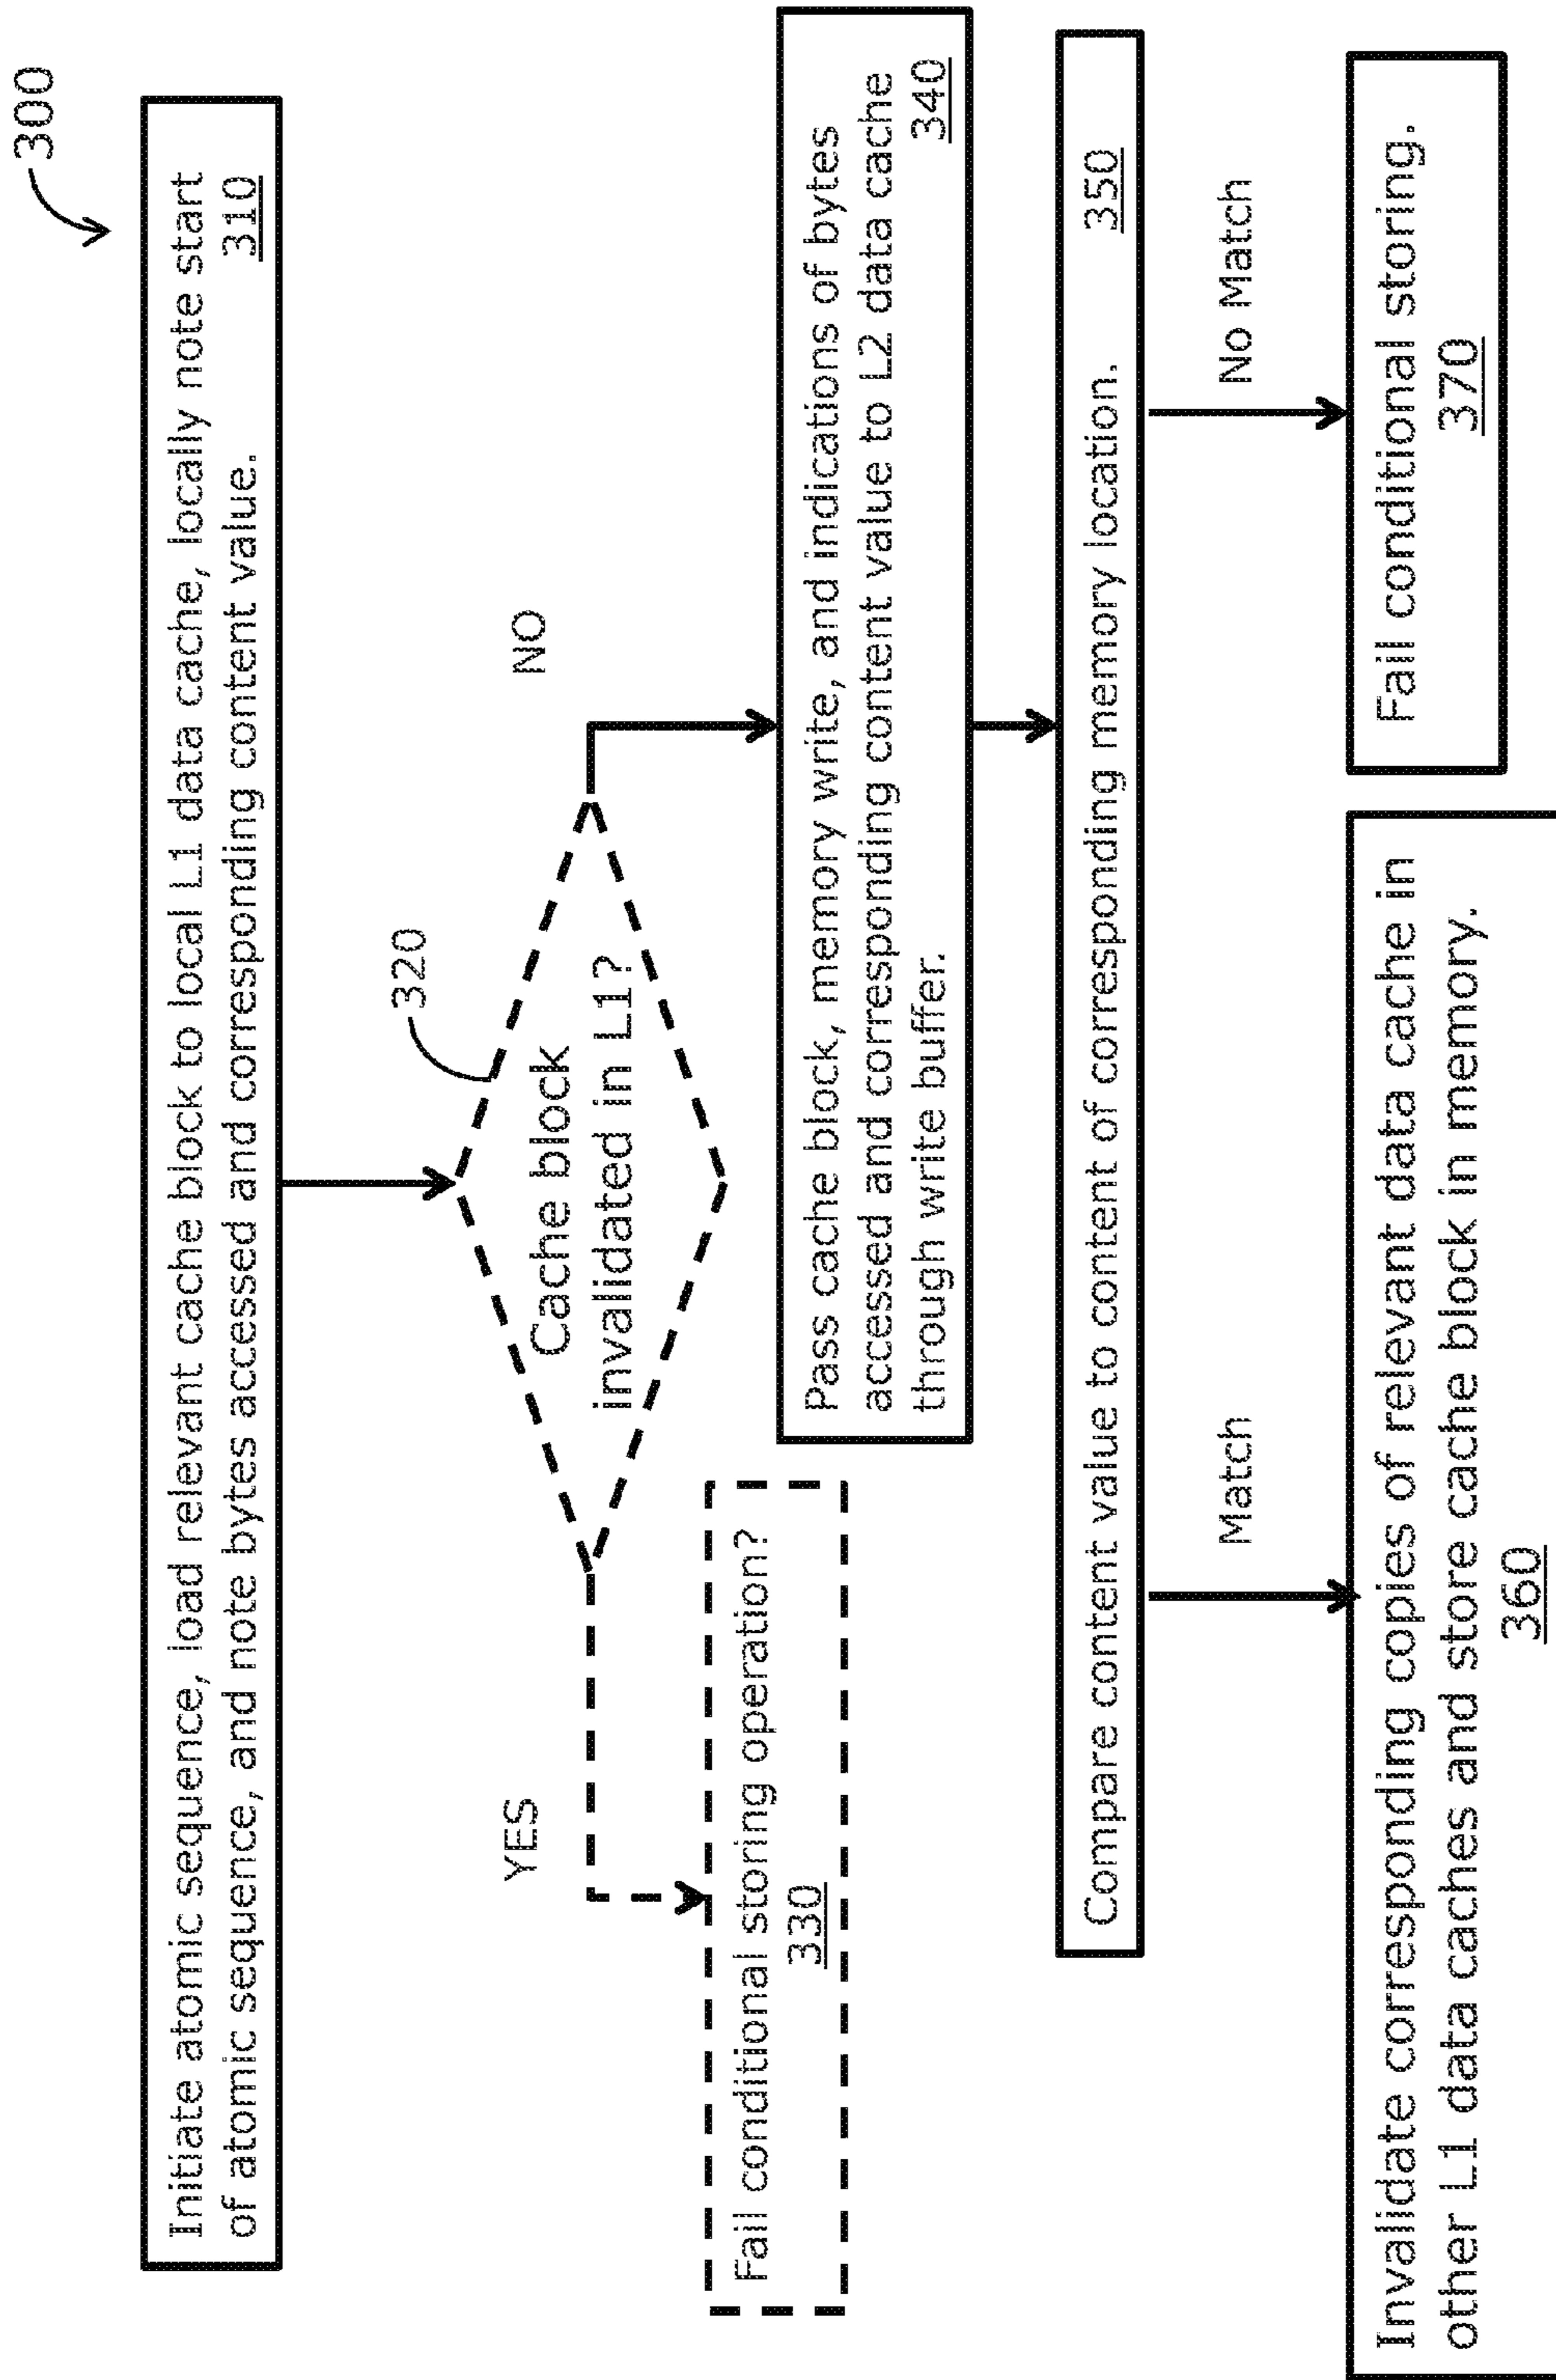 300
Initiate atomic sequence, load relevant cache block to local L1 data cache, locally note start
of atomic sequence, and note bytes accessed and corresponding content value.
310
320
Cache block
invalidated in L1?
YES
NO
Fail conditional storing operation?
330
Pass cache block, memory write, and indications of bytes
accessed and corresponding content value to L2 data cache
through write buffer.
340
Compare content value to content of corresponding memory location.
350
Match
No Match
Invalidate corresponding copies of relevant data cache in
other L1 data caches and store cache block in memory.
360
Fail conditional storing.
370